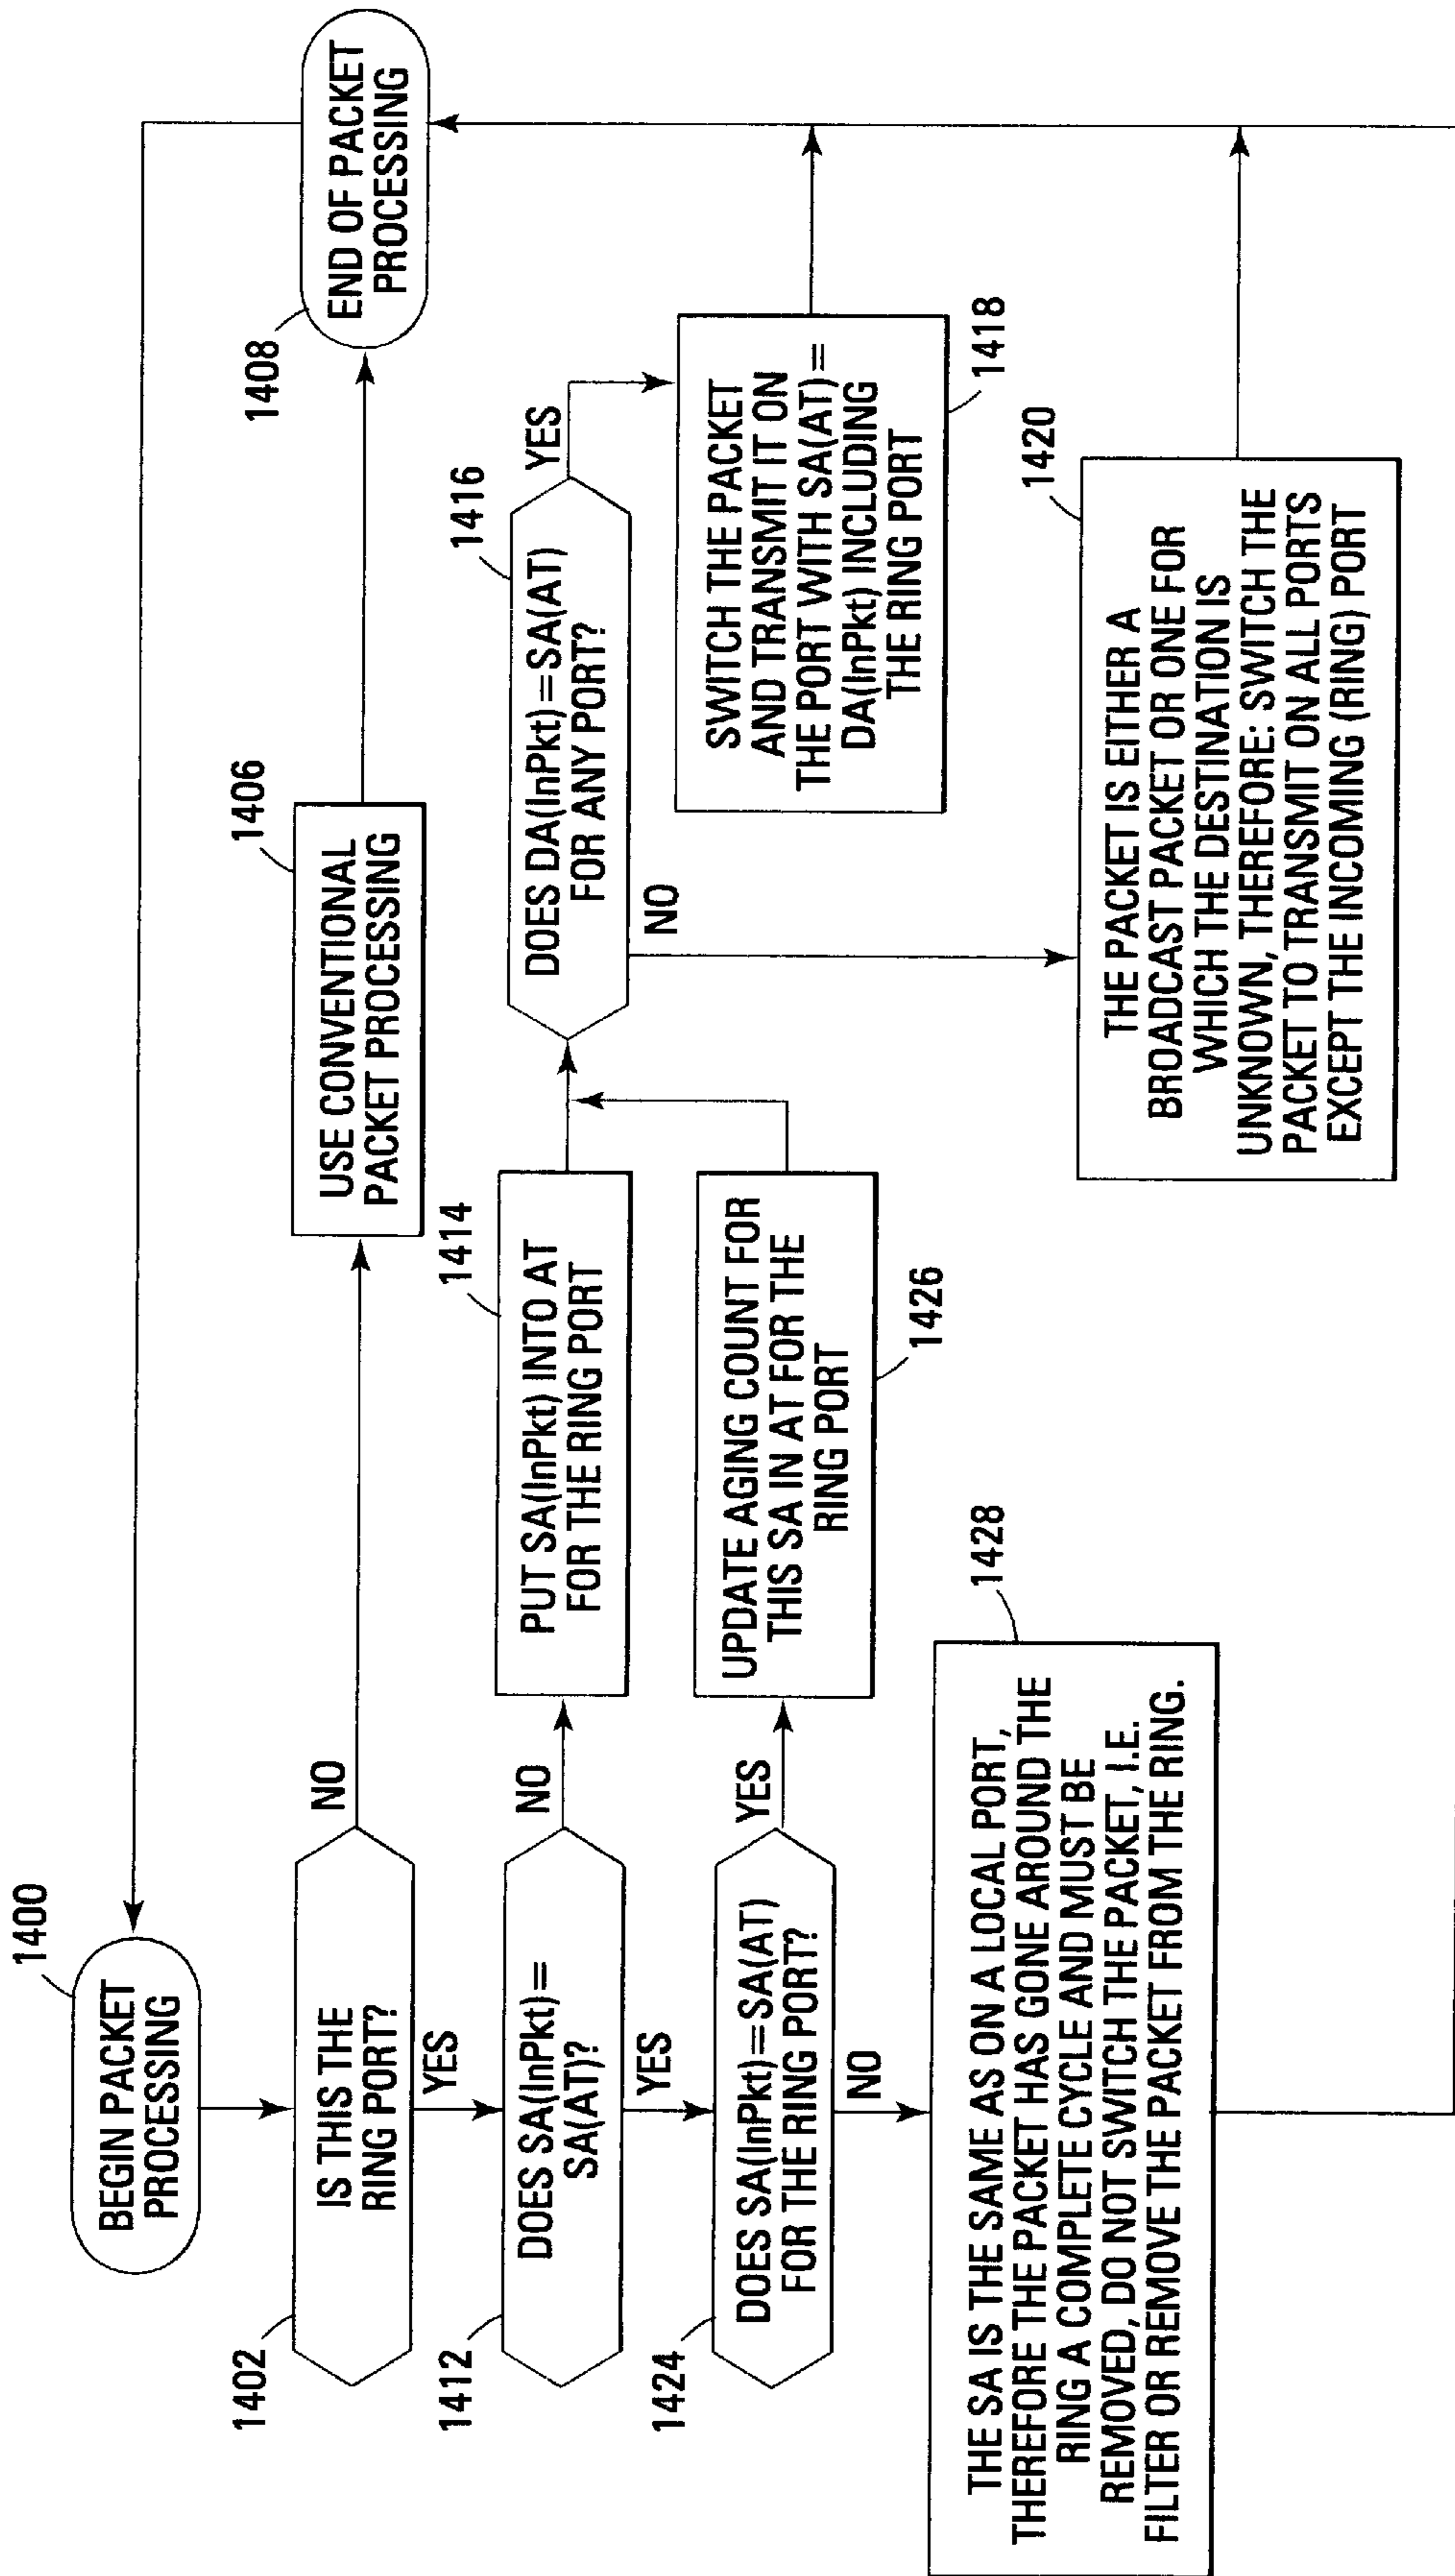 1400
BEGIN PACKET
PROCESSING
1402
IS THIS THE
RING PORT?
NO
YES
1406
USE CONVENTIONAL
PACKET PROCESSING
1408
END OF PACKET
PROCESSING
1412
DOES SA(InPkt)=
SA(AT)?
NO
YES
1414
PUT SA(InPkt) INTO AT
FOR THE RING PORT
1416
DOES DA(InPkt)=SA(AT)
FOR ANY PORT?
YES
NO
SWITCH THE PACKET
AND TRANSMIT IT ON
THE PORT WITH SA(AT)=
DA(InPkt) INCLUDING
THE RING PORT
1418
1424
DOES SA(InPkt)=SA(AT)
FOR THE RING PORT?
YES
NO
UPDATE AGING COUNT FOR
THIS SA IN AT FOR THE
RING PORT
1426
1420
THE PACKET IS EITHER A
BROADCAST PACKET OR ONE FOR
WHICH THE DESTINATION IS
UNKNOWN, THEREFORE: SWITCH THE
PACKET TO TRANSMIT ON ALL PORTS
EXCEPT THE INCOMING (RING) PORT
1428
THE SA IS THE SAME AS ON A LOCAL PORT,
THEREFORE THE PACKET HAS GONE AROUND THE
RING A COMPLETE CYCLE AND MUST BE
REMOVED, DO NOT SWITCH THE PACKET, I.E.
FILTER OR REMOVE THE PACKET FROM THE RING.